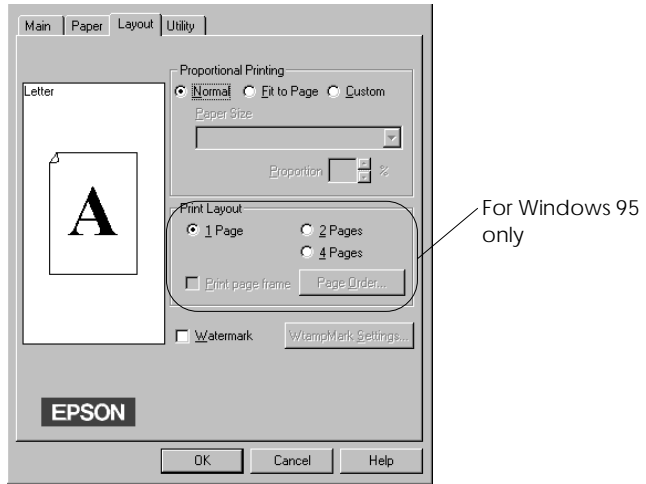 Main Paper Layout Utility
Letter
A
Proportional Printing
Normal Fit to Page Custom
Paper Size
Proportion %
Print Layout
1 Page 2 Pages
4 Pages
Print page frame Page Order...
Watermark WtampMark Settings...
EPSON
OK Cancel Help
For Windows 95
only